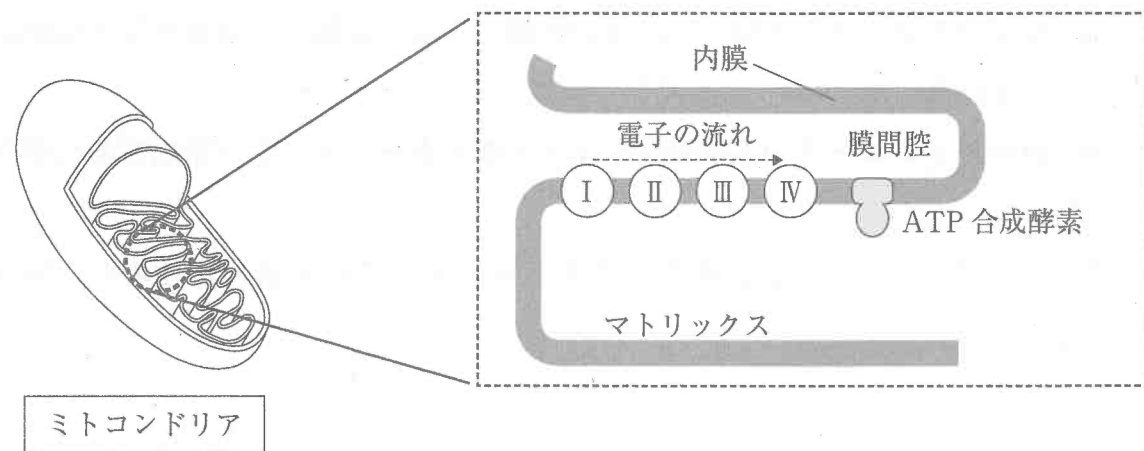 内膜
電子の流れ
膜間腔
Ⅰ Ⅱ Ⅲ Ⅳ
ATP 合成酵素
マトリックス
ミトコンドリア